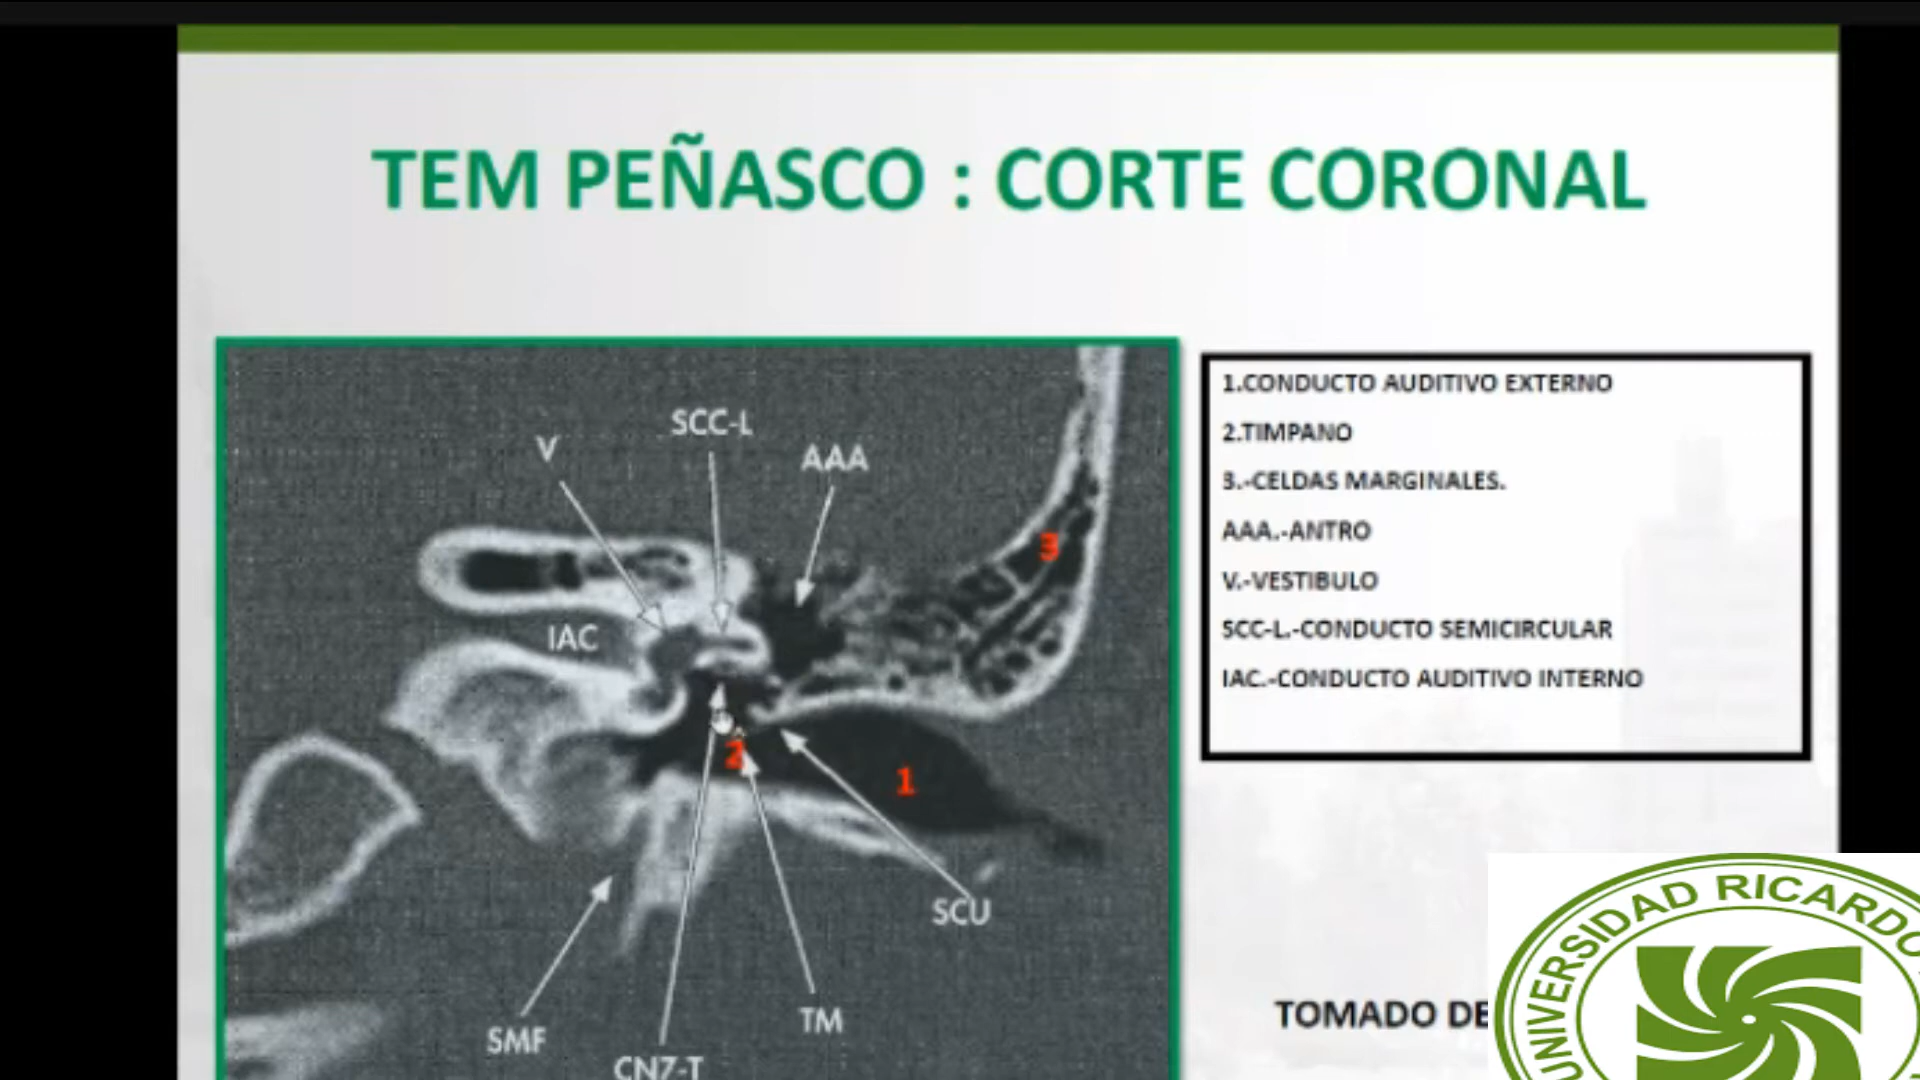 TEM PEÑASCO : CORTE CORONAL
SCC-L
V
AAA
3
IAC
2
1
SCU
TM
SMF
CN7-T
1.CONDUCTO AUDITIVO EXTERNO
2.TIMPANO
3.-CELDAS MARGINALES.
AAA.-ANTRO
V.-VESTIBULO
SCC-L.-CONDUCTO SEMICIRCULAR
IAC.-CONDUCTO AUDITIVO INTERNO
TOMADO DE
UNIVERSIDAD RICARDO